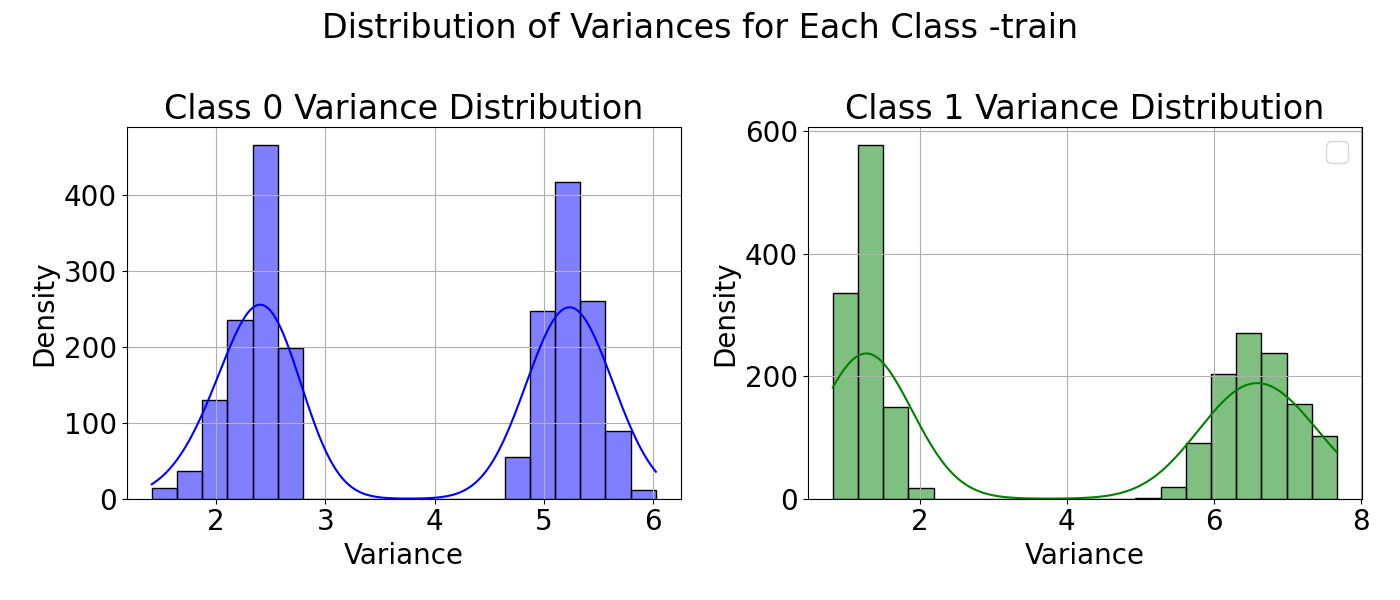 Distribution of Variances for Each Class -train
Class 0 Variance Distribution
Density
400
300
200
100
0
2
3
4
5
6
Variance
Class 1 Variance Distribution
Density
600
400
200
0
2
4
6
8
Variance